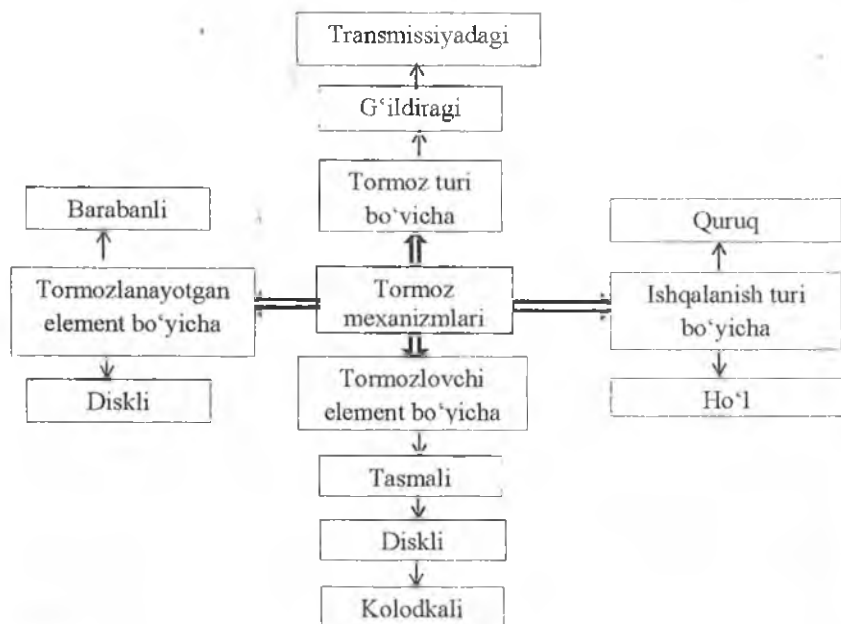 Transmissiyadagi
G‘ildiragi
Tormoz turi
bo‘vicha
Barabanli
Quruq
Tormozlanayotgan
element bo‘yicha
Tormoz
mexanizmlari
Ishqalanish turi
bo‘yicha
Tormozlovchi
element bo‘yicha
Diskli
Ho‘l
Tasmali
Diskli
Kolodkali